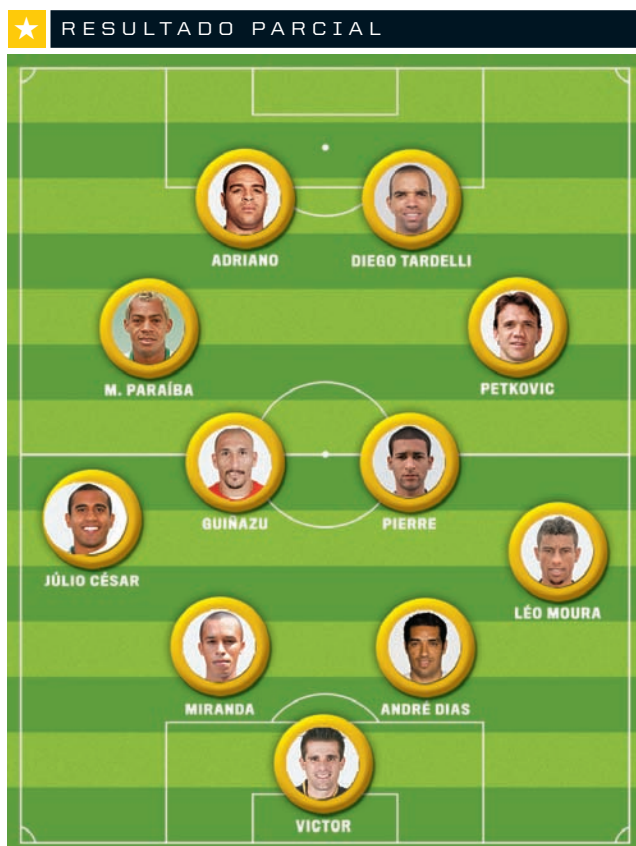 RESULTADO PARCIAL
ADRIANO
DIEGO TARDELLI
M. PARAÍBA
PETKOVIC
GUIÑAZU
PIERRE
JÚLIO CÉSAR
LÉO MOURA
MIRANDA
ANDRÉ DIAS
VICTOR